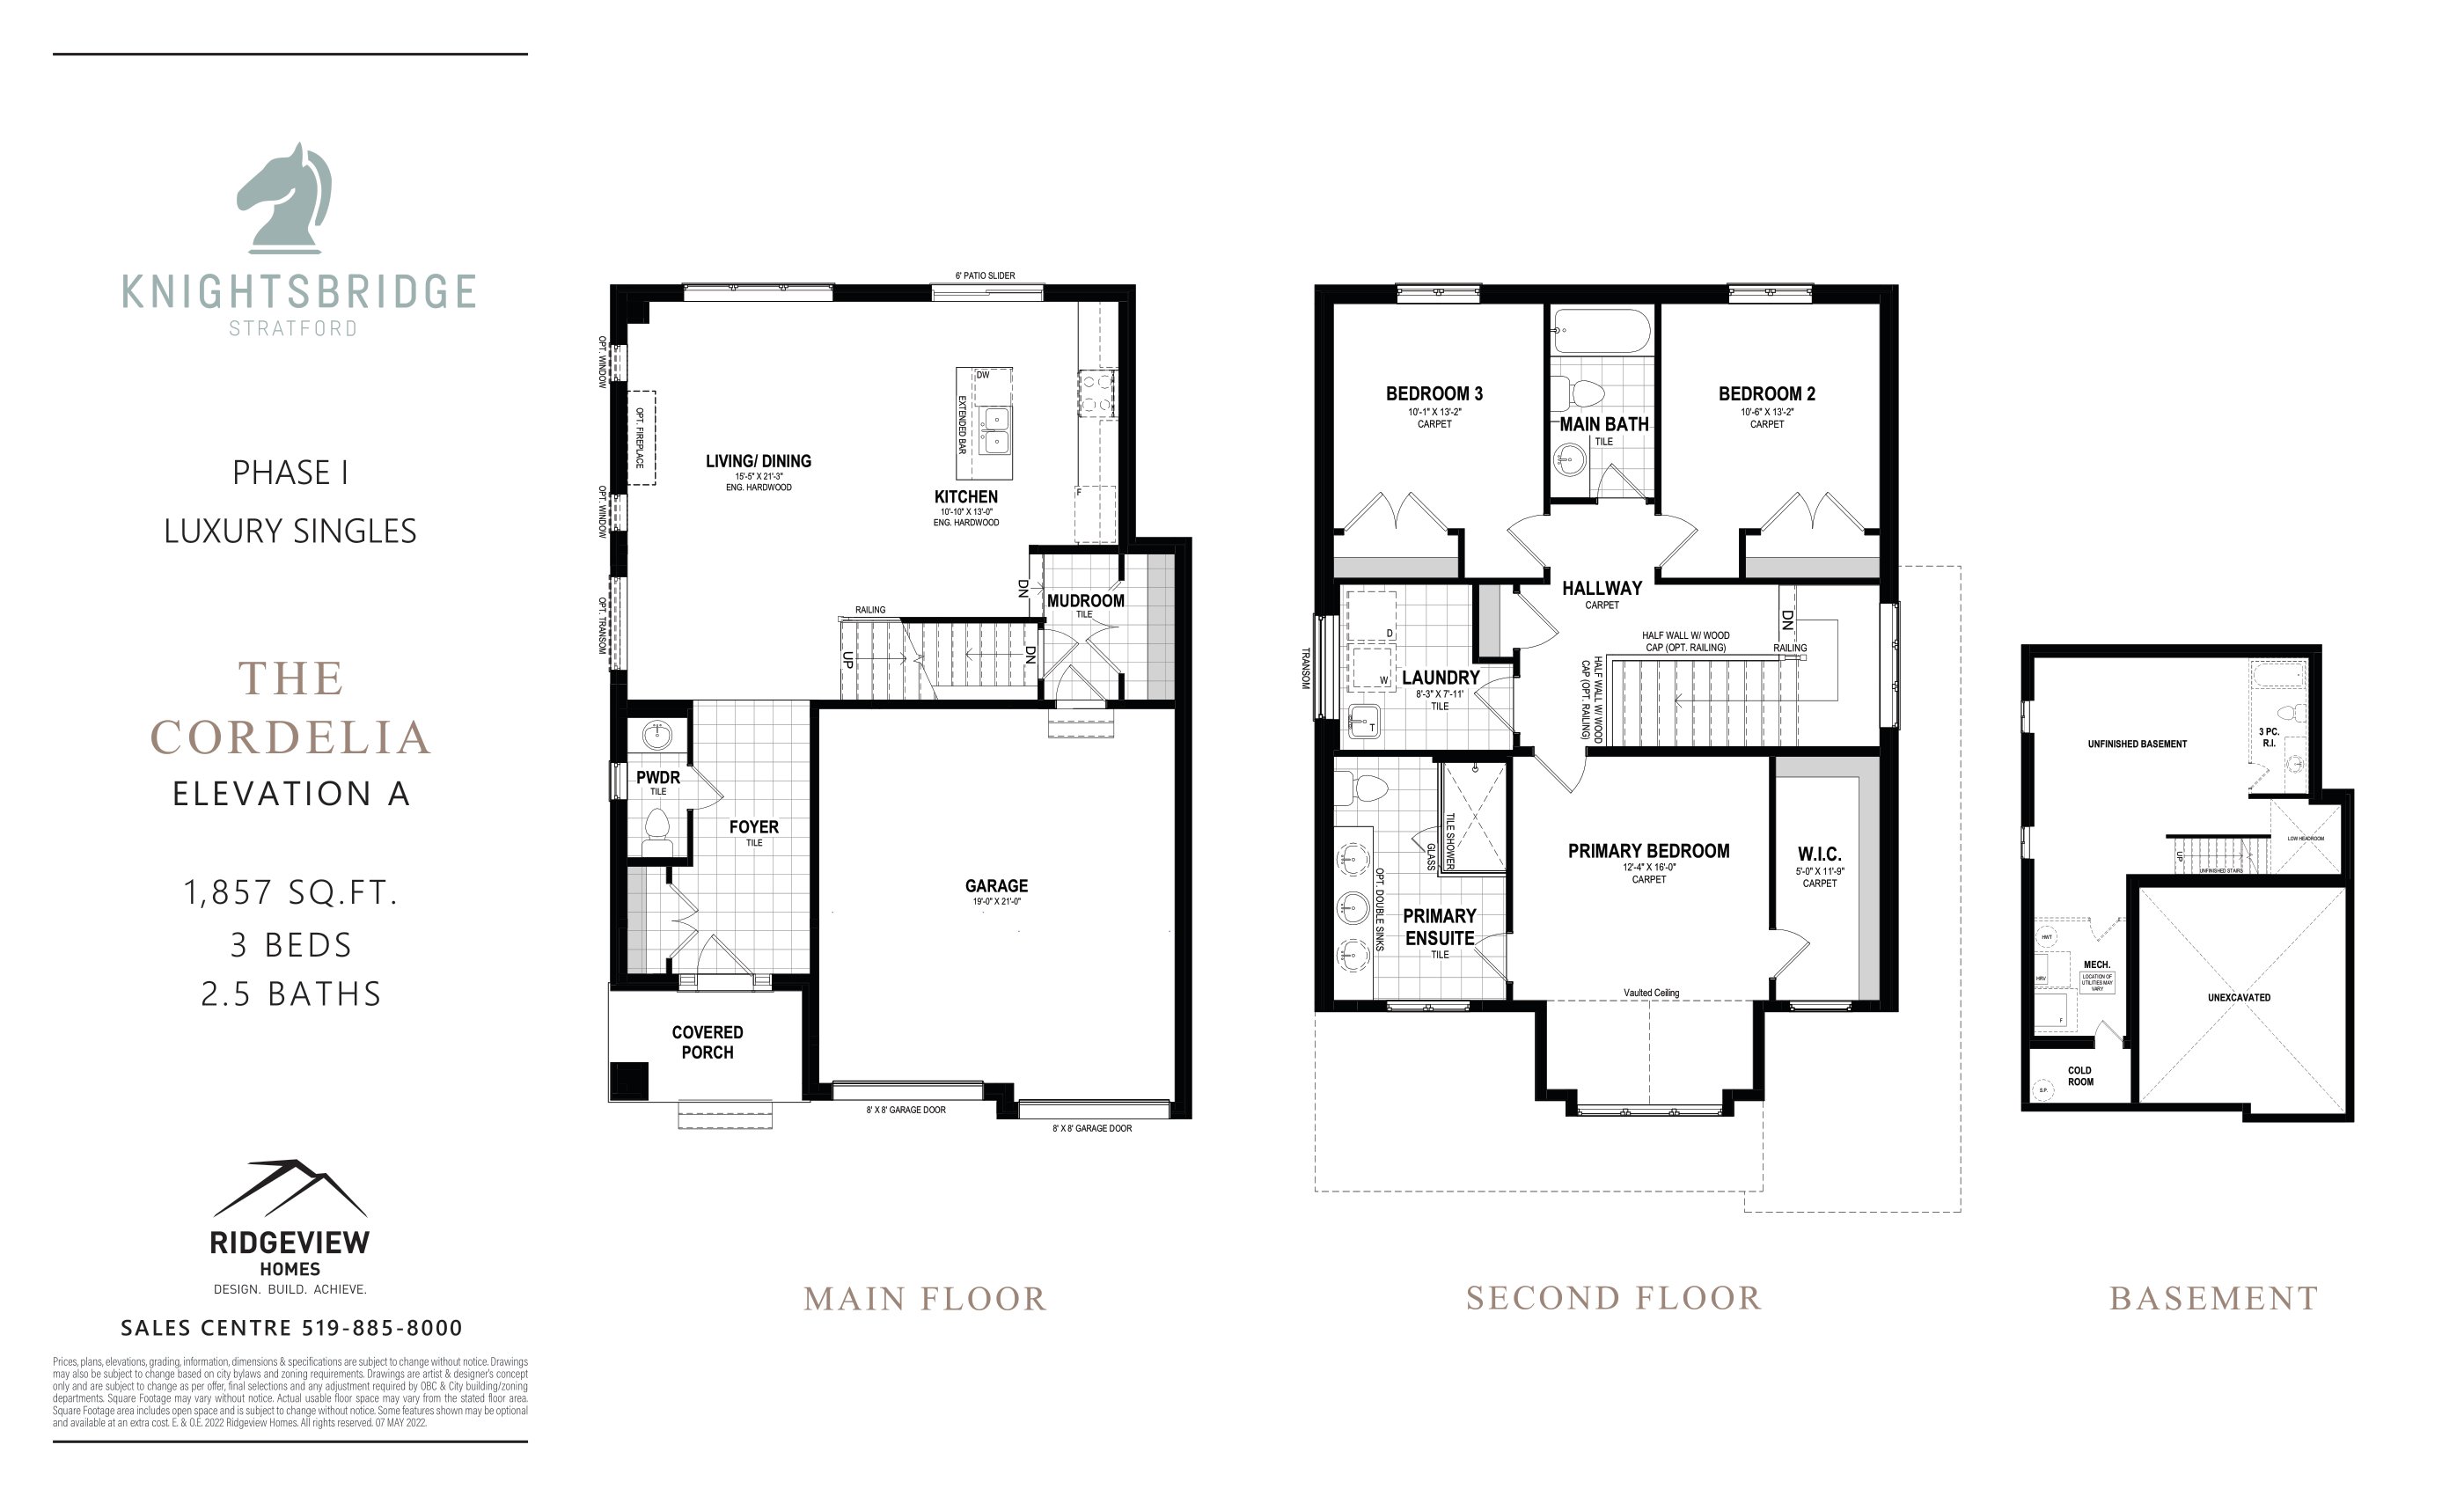 KNIGHTSBRIDGE
STRATFORD
PHASE I
LUXURY SINGLES
THE
CORDELIA
ELEVATION A
1,857 SQ.FT.
3 BEDS
2.5 BATHS
RIDGEVIEW
HOMES
DESIGN. BUILD. ACHIEVE.
SALES CENTRE 519-885-8000
Prices, plans, elevations, grading, information, dimensions & specifications are subject to change without notice. Drawings
may also be subject to change based on city bylaws and zoning requirements. Drawings are artist & designer's concept
only and are subject to change as per offer, final selections and any adjustment required by OBC & City building/zoning
departments. Square Footage may vary without notice. Actual usable floor space may vary from the stated floor area.
Square Footage area includes open space and is subject to change without notice. Some features shown may be optional
and available at an extra cost. E. & O.E. 2022 Ridgeview Homes. All rights reserved. 07 MAY 2022.
6' PATIO SLIDER
OPT. WINDOW
OPT. FIREPLACE
OPT. WINDOW
OPT. TRANSOM
LIVING/ DINING
15'-5" X 21'-3"
ENG. HARDWOOD
DW
EXTENDED BAR
KITCHEN
10'-10" X 13'-0"
ENG. HARDWOOD
F
DN
MUDROOM
TILE
RAILING
UP
DN
PWDR
TILE
FOYER
TILE
GARAGE
19'-0" X 21'-0"
COVERED
PORCH
8' X 8' GARAGE DOOR
8' X 8' GARAGE DOOR
MAIN FLOOR
BEDROOM 3
10'-1" X 13'-2"
CARPET
MAIN BATH
TILE
BEDROOM 2
10'-6" X 13'-2"
CARPET
HALLWAY
CARPET
D
W
T
LAUNDRY
8'-3" X 7'-11'
TILE
TRANSOM
HALF WALL W/ WOOD
CAP (OPT. RAILING)
HALF WALL W/ WOOD
CAP (OPT. RAILING)
DN
RAILING
TILE SHOWER
GLASS
OPT. DOUBLE SINKS
PRIMARY
ENSUITE
TILE
PRIMARY BEDROOM
12'-4" X 16'-0"
CARPET
W.I.C.
5'-0" X 11'-9"
CARPET
Vaulted Ceiling
SECOND FLOOR
UNFINISHED BASEMENT
3 PC.
R.I.
LOW HEADROOM
UP
UNFINISHED STAIRS
HWT
HRV
MECH.
LOCATION OF
UTILITIES MAY
VARY
F
UNEXCAVATED
COLD
ROOM
S.P.
BASEMENT